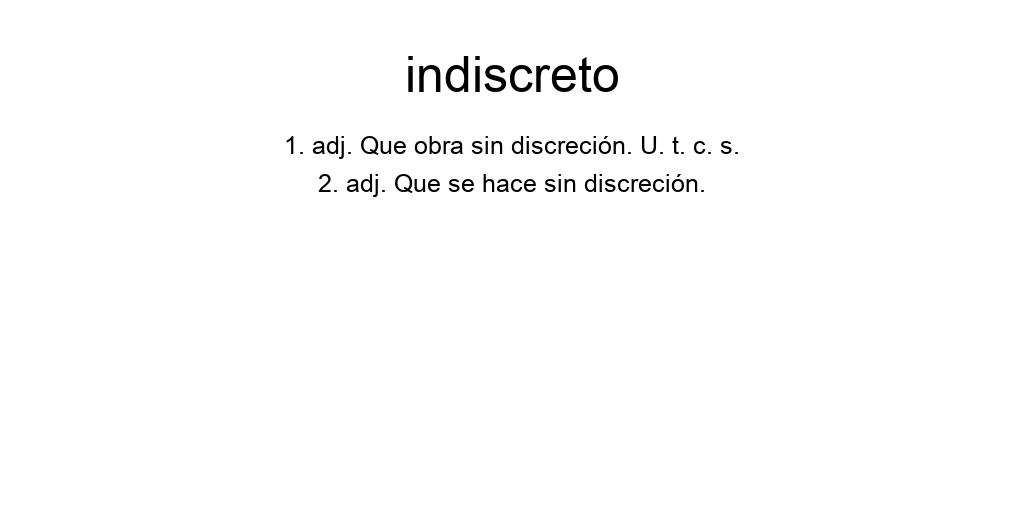 indiscreto
1. adj. Que obra sin discreción. U. t. c. s.
2. adj. Que se hace sin discreción.